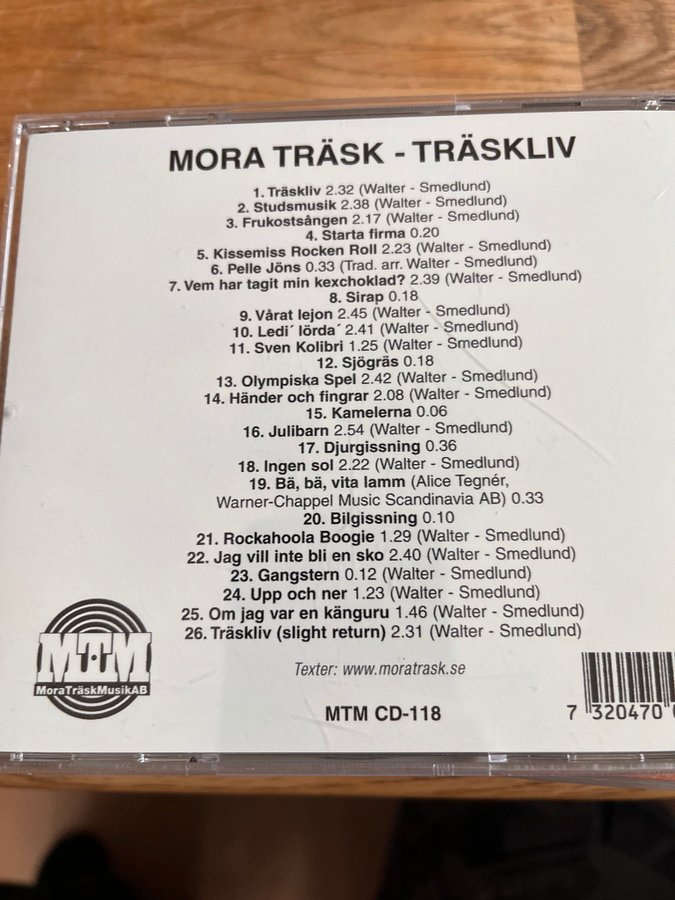 MORA TRÄSK - TRÄSKLIV
1. Träskliv 2.32 (Walter - Smedlund)
2. Studsmusik 2.38 (Walter - Smedlund)
3. Frukostsången 2.17 (Walter - Smedlund)
4. Starta firma 0.20
5. Kissemiss Rocken Roll 2.23 (Walter - Smedlund)
6. Pelle Jöns 0.33 (Trad. arr. Walter - Smedlund)
7. Vem har tagit min kexchoklad? 2.39 (Walter - Smedlund)
8. Sirap 0.18
9. Vårat lejon 2.45 (Walter - Smedlund)
10. Ledi´ lörda´ 2.41 (Walter - Smedlund)
11. Sven Kolibri 1.25 (Walter - Smedlund)
12. Sjögräs 0.18
13. Olympiska Spel 2.42 (Walter - Smedlund)
14. Händer och fingrar 2.08 (Walter - Smedlund)
15. Kamelerna 0.06
16. Julibarn 2.54 (Walter - Smedlund)
17. Djurgissning 0.36
18. Ingen sol 2.22 (Walter - Smedlund)
19. Bä, bä, vita lamm (Alice Tegnér,
Warner-Chappel Music Scandinavia AB) 0.33
20. Bilgissning 0.10
21. Rockahoola Boogie 1.29 (Walter - Smedlund)
22. Jag vill inte bli en sko 2.40 (Walter - Smedlund)
23. Gangstern 0.12 (Walter - Smedlund)
24. Upp och ner 1.23 (Walter - Smedlund)
25. Om jag var en känguru 1.46 (Walter - Smedlund)
26. Träskliv (slight return) 2.31 (Walter - Smedlund)
MTM
MoraTräskMusikAB
Texter: www.moratrask.se
MTM CD-118
7 320470